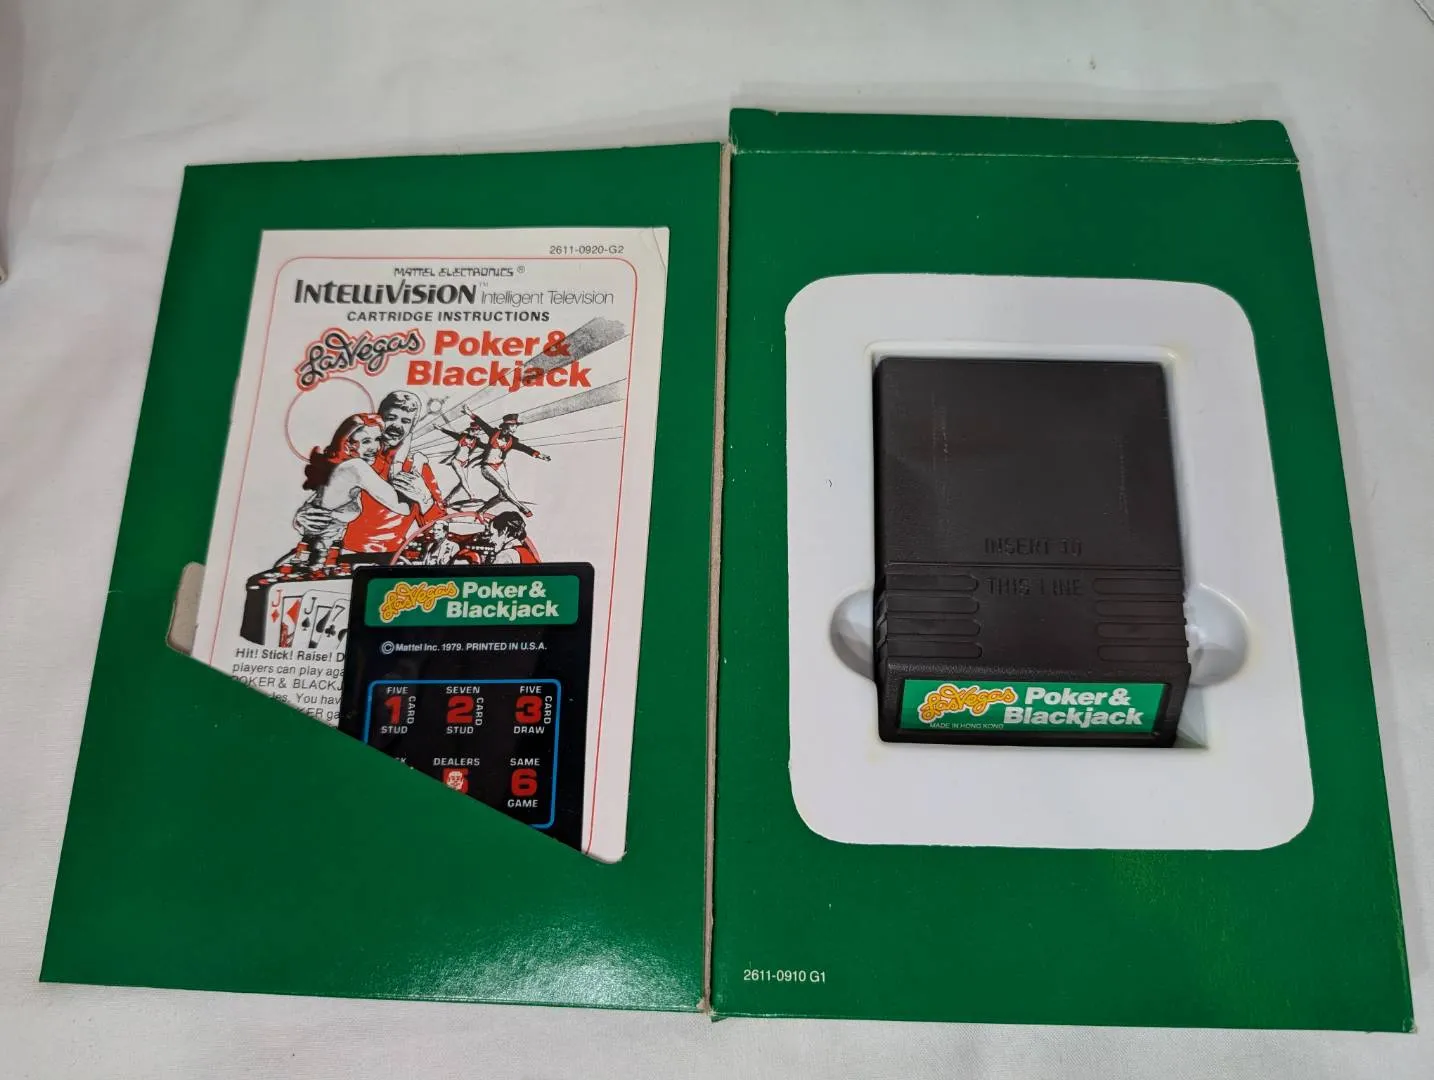 2611-0920-G2
MATTEL ELECTRONICS®
INTELLIVISION™ Intelligent Television
CARTRIDGE INSTRUCTIONS
Las Vegas Poker &
Blackjack
Hit! Stick! Raise! D
players can play aga
POKER & BLACKJ
You hav
KER ga
Las Vegas Poker &
Blackjack
© Mattel Inc. 1979. PRINTED IN U.S.A.
FIVE SEVEN FIVE
1 CARD 2 CARD 3 CARD
STUD STUD DRAW
DEALERS SAME
6
GAME
INSERT TO
THIS LINE
Las Vegas Poker &
Blackjack
MADE IN HONG KONG
2611-0910 G1